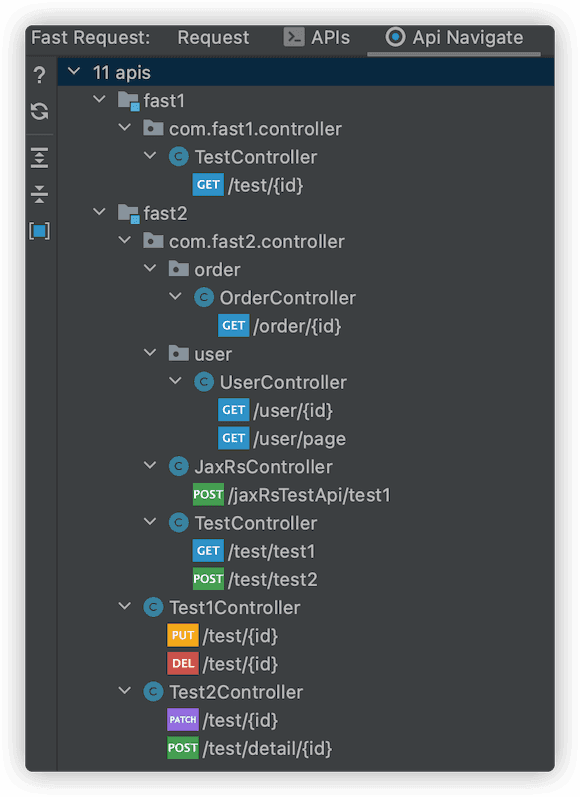 Fast Request: Request APIs Api Navigate
? 11 apis
fast1
com.fast1.controller
C TestController
GET /test/{id}
fast2
com.fast2.controller
order
C OrderController
GET /order/{id}
user
C UserController
GET /user/{id}
GET /user/page
C JaxRsController
POST /jaxRsTestApi/test1
C TestController
GET /test/test1
POST /test/test2
C Test1Controller
PUT /test/{id}
DEL /test/{id}
C Test2Controller
PATCH /test/{id}
POST /test/detail/{id}